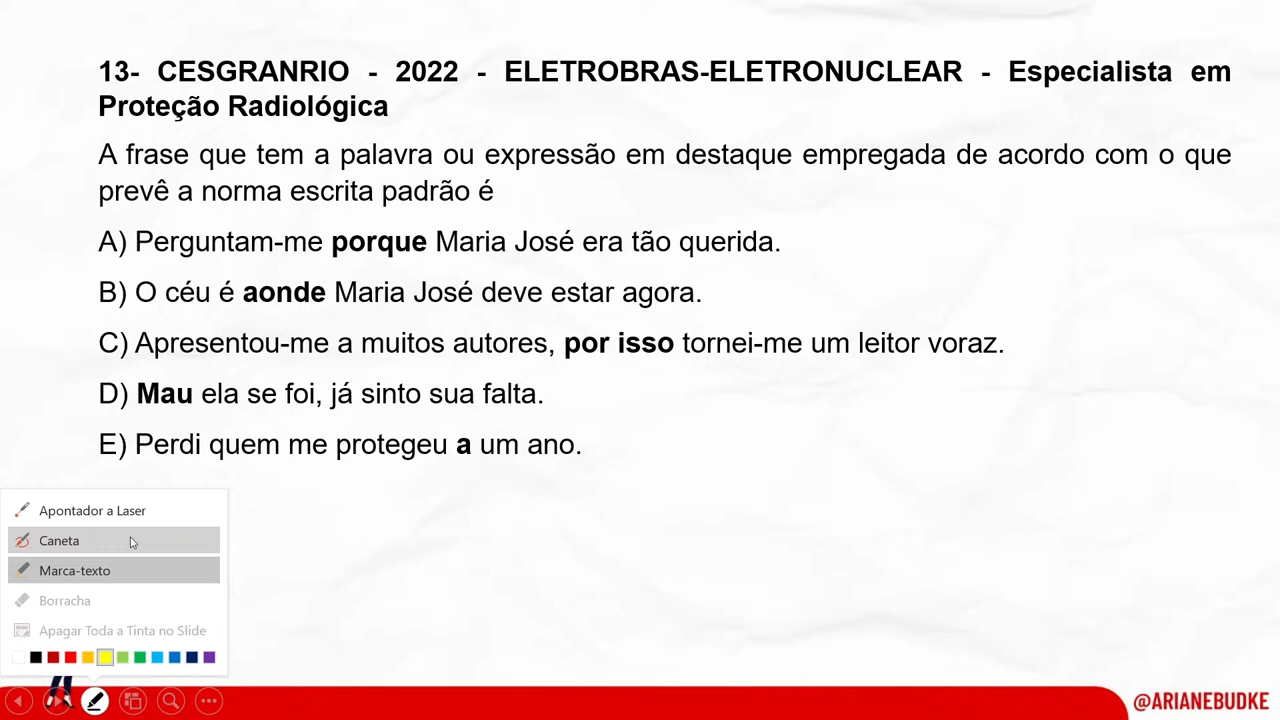 13- CESGRANRIO - 2022 - ELETROBRAS-ELETRONUCLEAR - Especialista em
Proteção Radiológica
A frase que tem a palavra ou expressão em destaque empregada de acordo com o que
prevê a norma escrita padrão é
A) Perguntam-me porque Maria José era tão querida.
B) O céu é aonde Maria José deve estar agora.
C) Apresentou-me a muitos autores, por isso tornei-me um leitor voraz.
D) Mau ela se foi, já sinto sua falta.
E) Perdi quem me protegeu a um ano.
Apontador a Laser
Caneta
Marca-texto
Borracha
Apagar Toda a Tinta no Slide
@ARIANEBUDKE